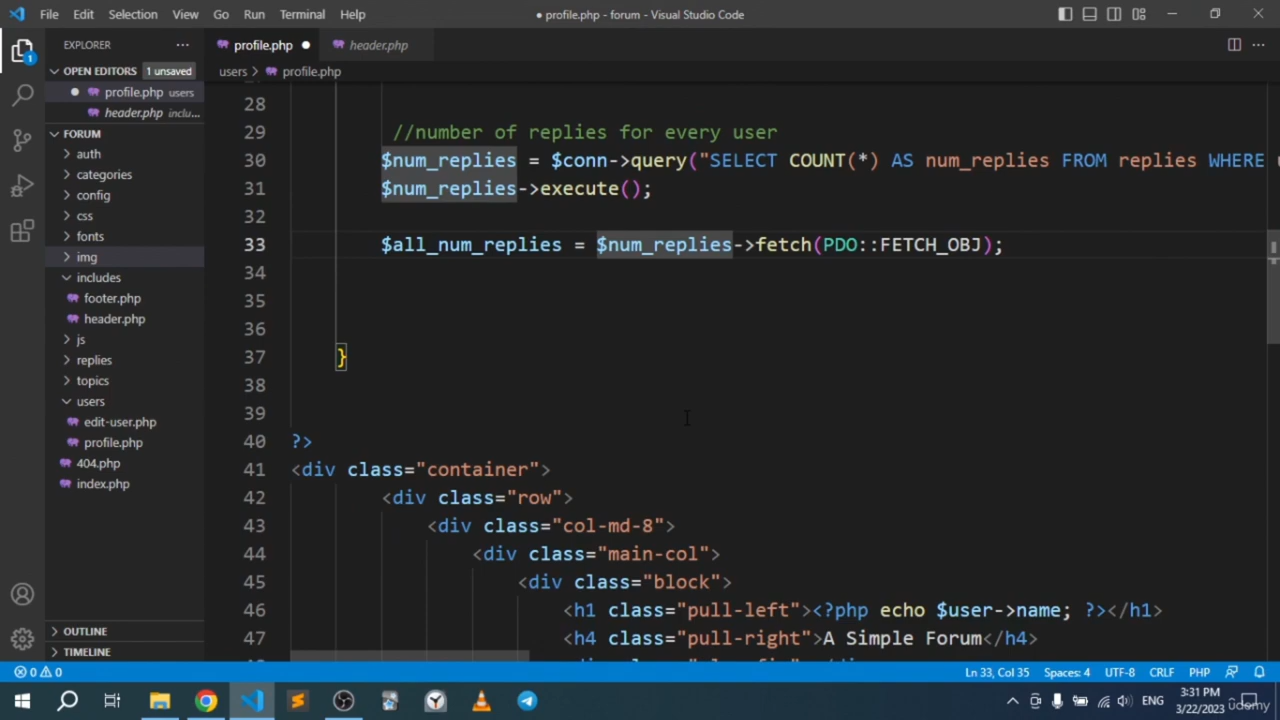 File Edit Selection View Go Run Terminal Help
● profile.php - forum - Visual Studio Code
EXPLORER
OPEN EDITORS 1 unsaved
profile.php users
header.php inclu...
FORUM
auth
categories
config
css
fonts
img
includes
footer.php
header.php
js
replies
topics
users
edit-user.php
profile.php
404.php
index.php
OUTLINE
TIMELINE
profile.php ●
header.php
users > profile.php
28
29 //number of replies for every user
30 $num_replies = $conn->query("SELECT COUNT(*) AS num_replies FROM replies WHERE
31 $num_replies->execute();
32
33 $all_num_replies = $num_replies->fetch(PDO::FETCH_OBJ);
34
35
36
37 }
38
39
40 ?>
41 <div class="container">
42 <div class="row">
43 <div class="col-md-8">
44 <div class="main-col">
45 <div class="block">
46 <h1 class="pull-left"><?php echo $user->name; ?></h1>
47 <h4 class="pull-right">A Simple Forum</h4>
0 0
Ln 33, Col 35 Spaces: 4 UTF-8 CRLF PHP
1
ENG
3:31 PM
3/22/2023
udemy